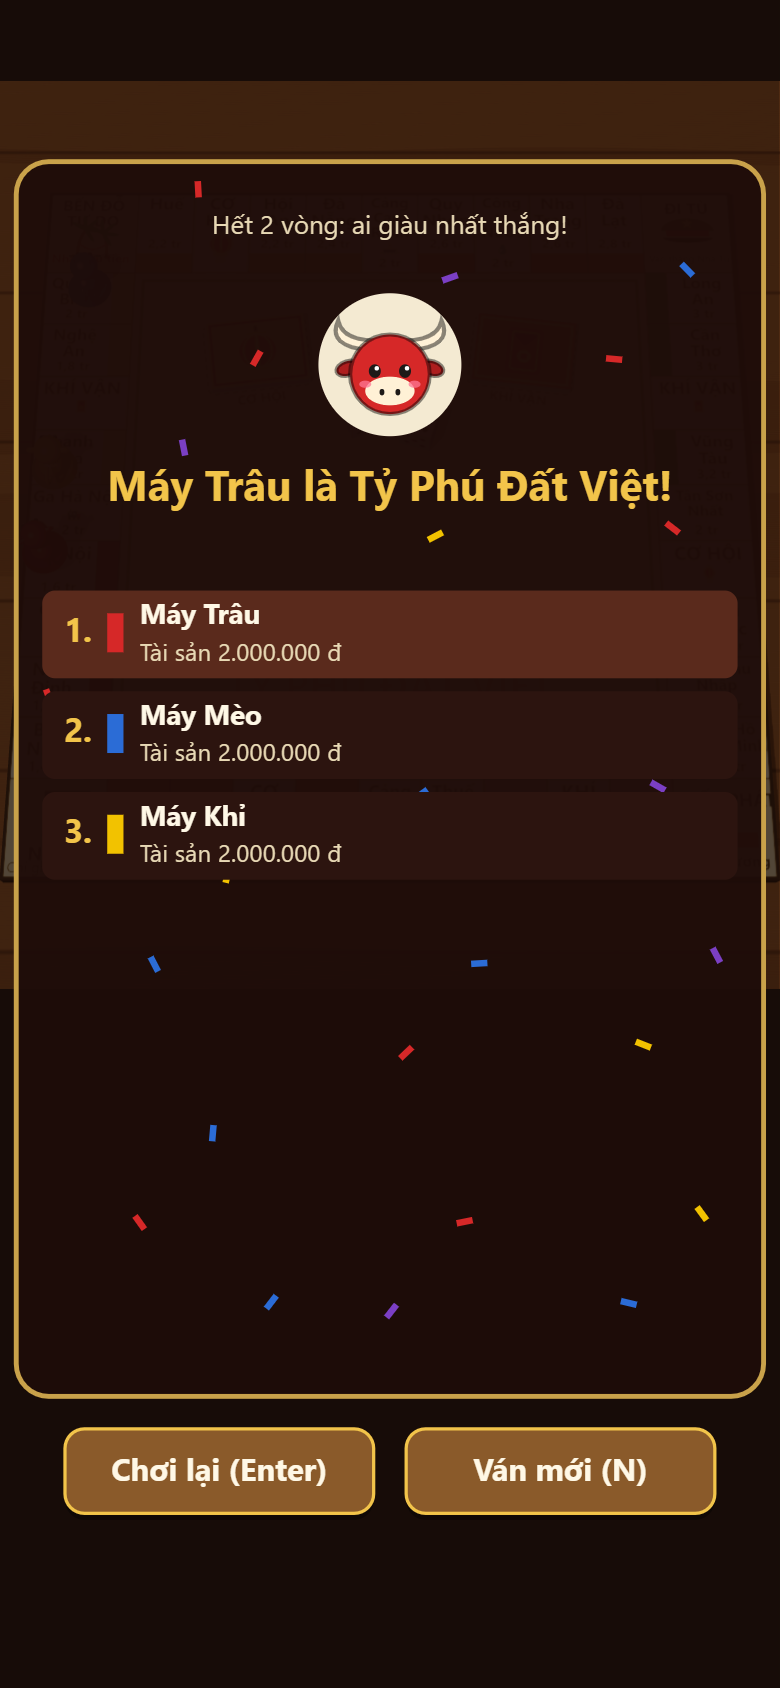 Hết 2 vòng: ai giàu nhất thắng!
Máy Trâu là Tỷ Phú Đất Việt!
1. Máy Trâu
Tài sản 2.000.000 đ
2. Máy Mèo
Tài sản 2.000.000 đ
3. Máy Khỉ
Tài sản 2.000.000 đ
Chơi lại (Enter)
Ván mới (N)